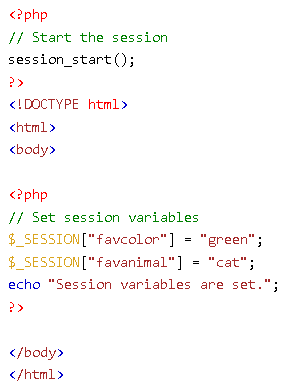 <?php
// Start the session
session_start();
?>
<!DOCTYPE html>
<html>
<body>

<?php
// Set session variables
$_SESSION["favcolor"] = "green";
$_SESSION["favanimal"] = "cat";
echo "Session variables are set.";
?>

</body>
</html>